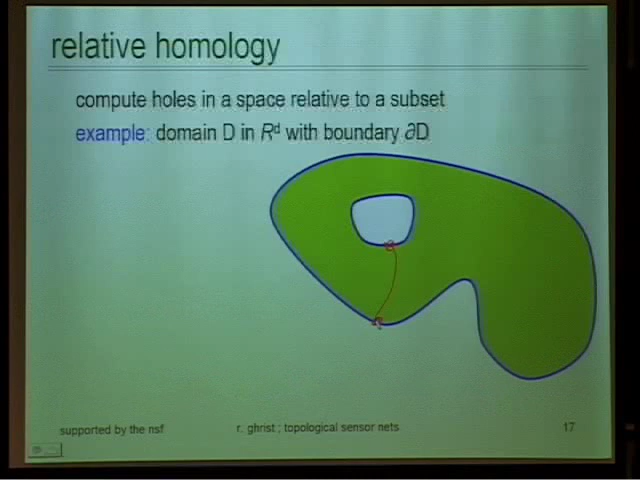 relative homology
compute holes in a space relative to a subset
example: domain D in Rᵈ with boundary ∂D
supported by the nsf
r. ghrist ; topological sensor nets
17